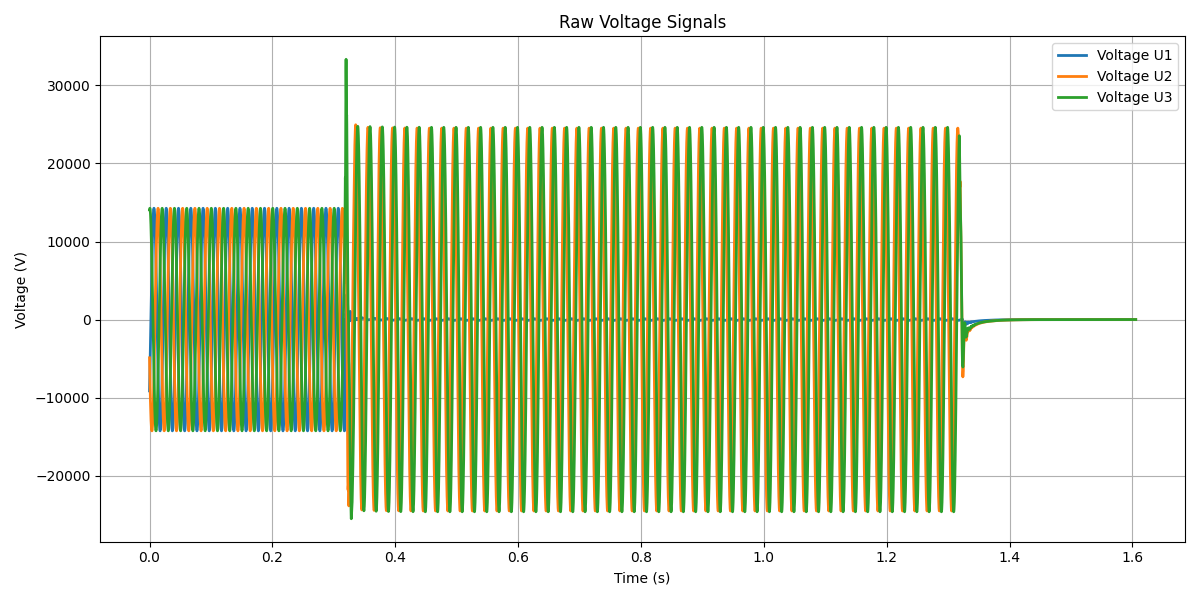 Raw Voltage Signals
Voltage U1
Voltage U2
Voltage U3
Voltage (V)
30000
20000
10000
0
−10000
−20000
0.0 0.2 0.4 0.6 0.8 1.0 1.2 1.4 1.6
Time (s)